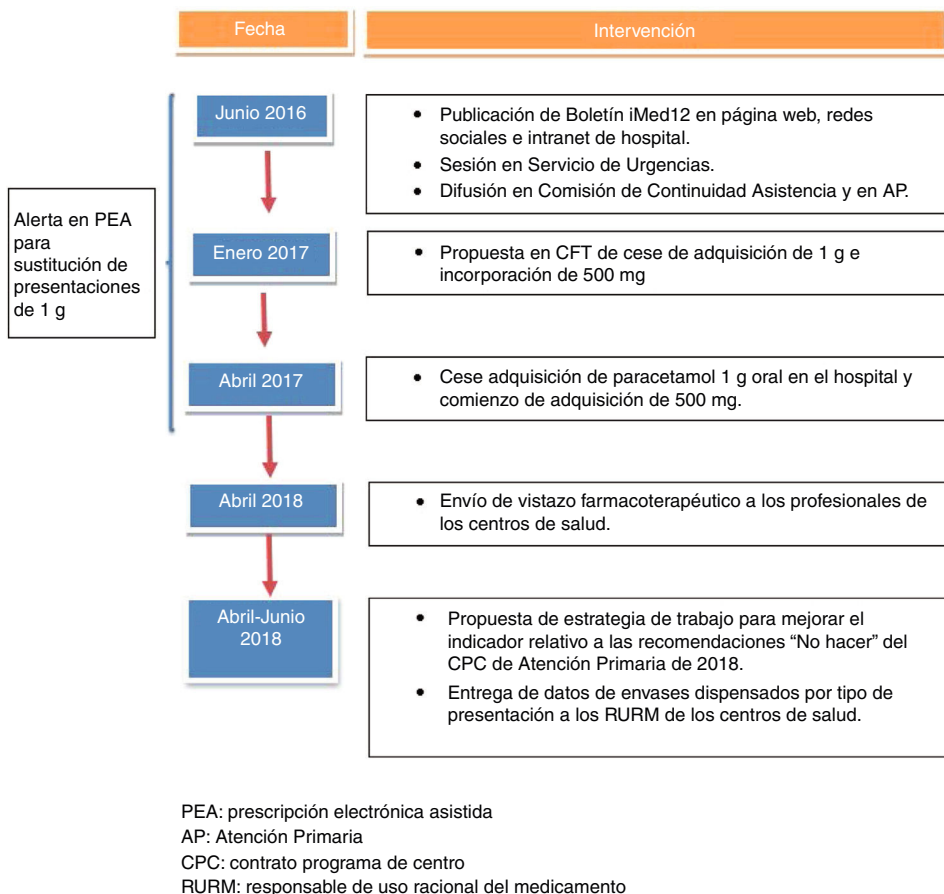 Fecha
Intervención
Junio 2016
• Publicación de Boletín iMed12 en página web, redes
sociales e intranet de hospital.
• Sesión en Servicio de Urgencias.
• Difusión en Comisión de Continuidad Asistencia y en AP.
Alerta en PEA
para
sustitución de
presentaciones
de 1 g
Enero 2017
• Propuesta en CFT de cese de adquisición de 1 g e
incorporación de 500 mg
Abril 2017
• Cese adquisición de paracetamol 1 g oral en el hospital y
comienzo de adquisición de 500 mg.
Abril 2018
• Envío de vistazo farmacoterapéutico a los profesionales de
los centros de salud.
Abril-Junio
2018
• Propuesta de estrategia de trabajo para mejorar el
indicador relativo a las recomendaciones “No hacer” del
CPC de Atención Primaria de 2018.
• Entrega de datos de envases dispensados por tipo de
presentación a los RURM de los centros de salud.
PEA: prescripción electrónica asistida
AP: Atención Primaria
CPC: contrato programa de centro
RURM: responsable de uso racional del medicamento